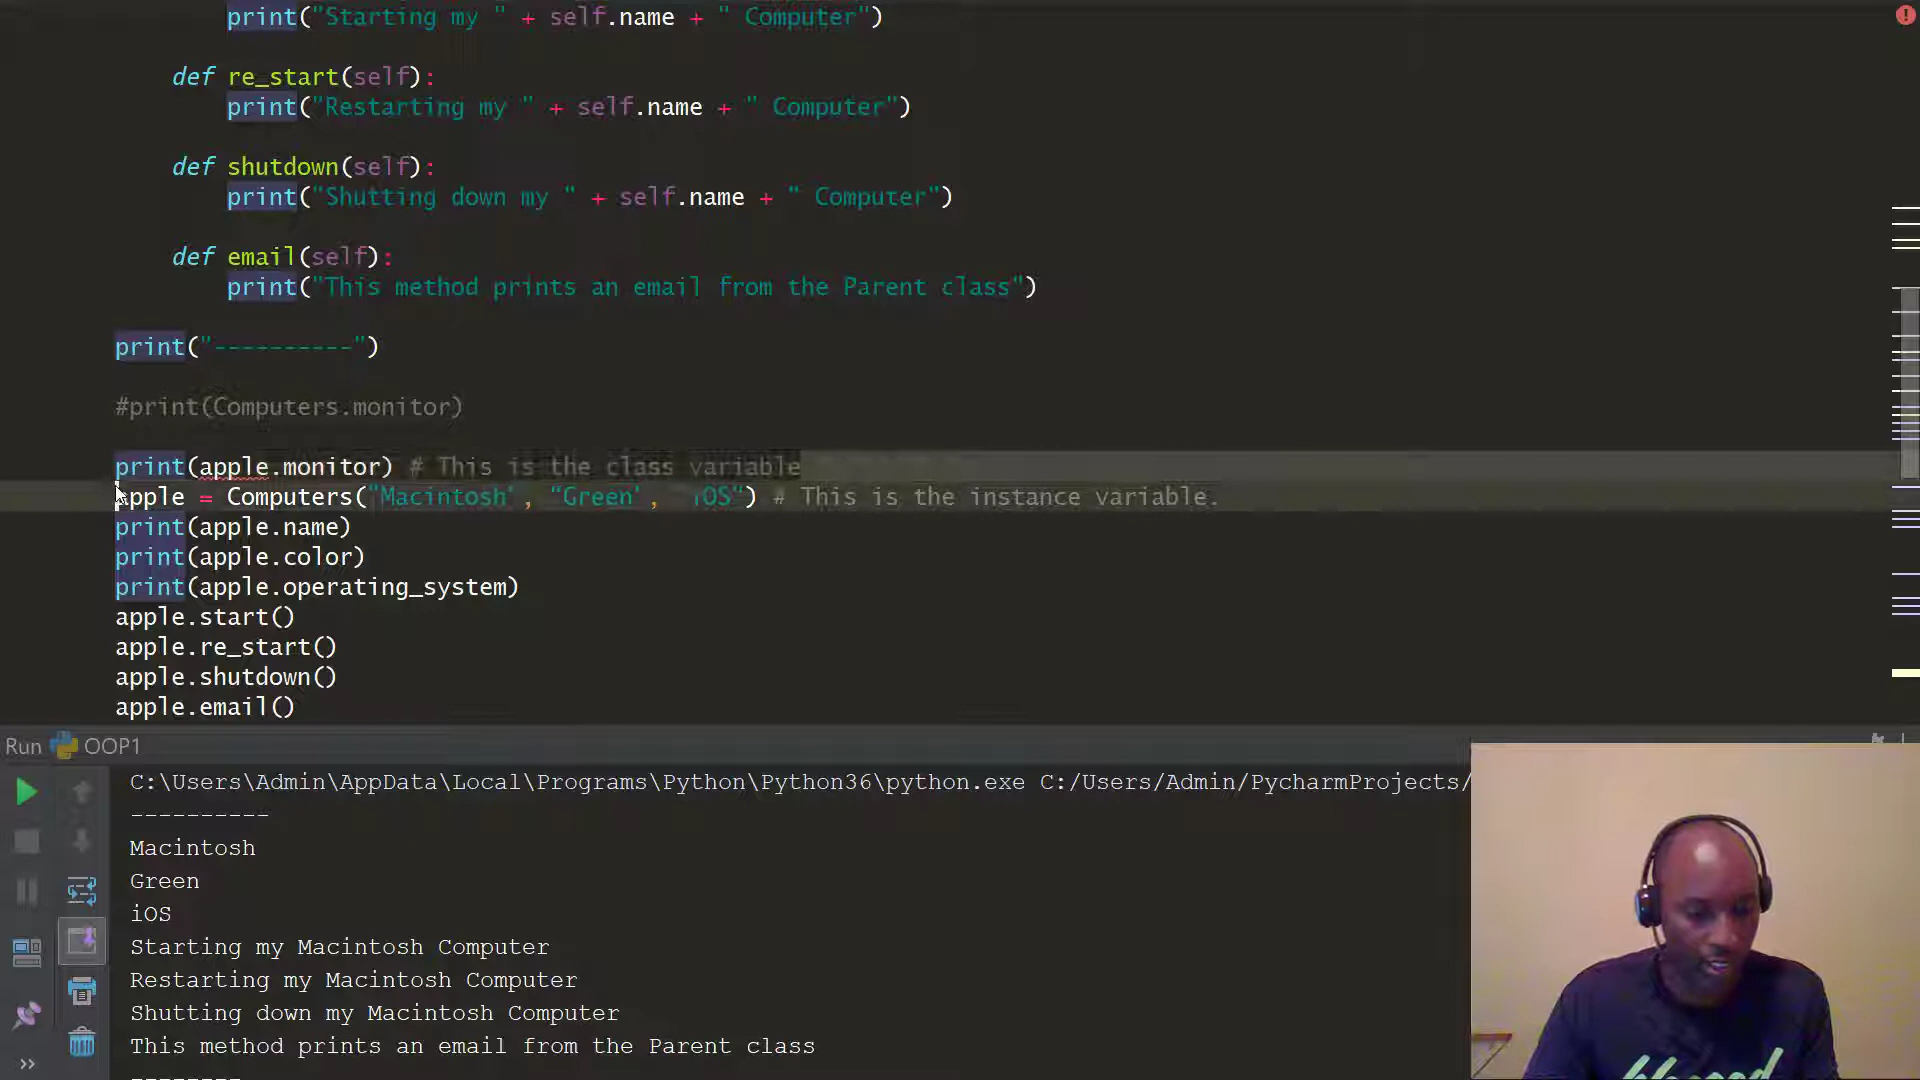 print("Starting my " + self.name + " Computer")
def re_start(self):
print("Restarting my " + self.name + " Computer")
def shutdown(self):
print("Shutting down my " + self.name + " Computer")
def email(self):
print("This method prints an email from the Parent class")
print("----------")
#print(Computers.monitor)
print(apple.monitor) # This is the class variable
apple = Computers("Macintosh", "Green", "iOS") # This is the instance variable.
print(apple.name)
print(apple.color)
print(apple.operating_system)
apple.start()
apple.re_start()
apple.shutdown()
apple.email()
Run OOP1
C:\Users\Admin\AppData\Local\Programs\Python\Python36\python.exe C:/Users/Admin/PycharmProjects/
----------
Macintosh
Green
iOS
Starting my Macintosh Computer
Restarting my Macintosh Computer
Shutting down my Macintosh Computer
This method prints an email from the Parent class
--------